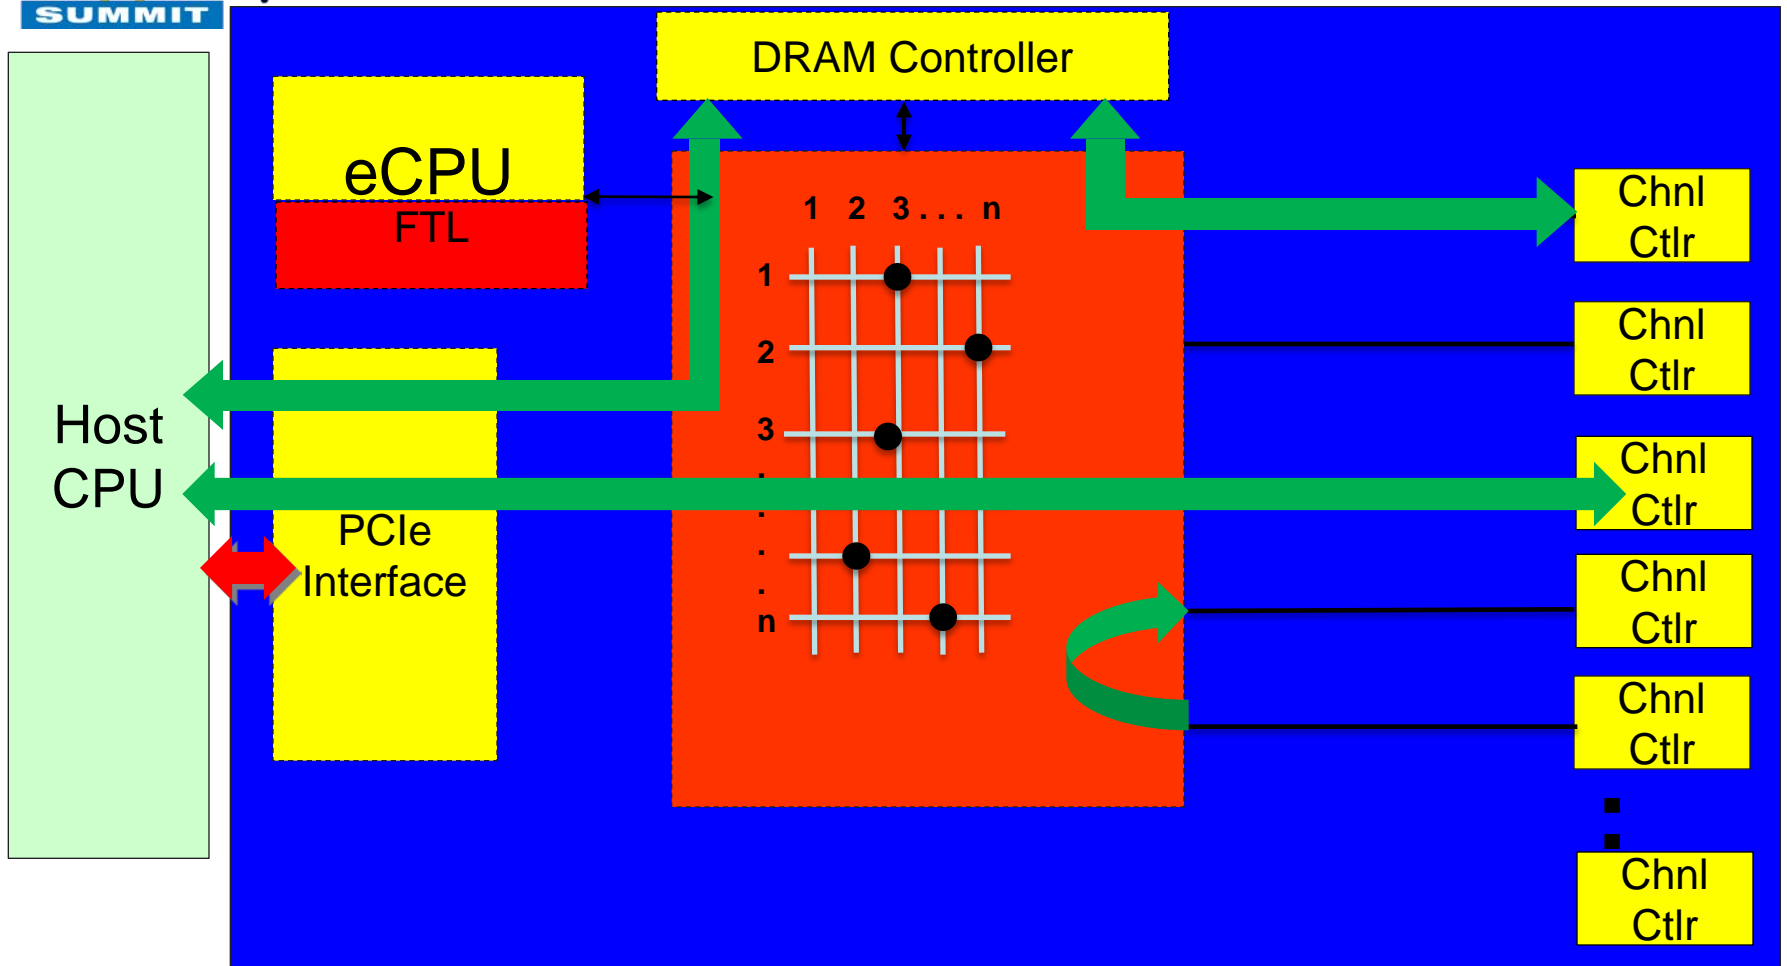 SUMMIT
DRAM Controller
eCPU
FTL
1 2 3 . . . n
1
2
3
.
.
.
.
n
Host
CPU
PCIe
Interface
Chnl
Ctlr
Chnl
Ctlr
Chnl
Ctlr
Chnl
Ctlr
Chnl
Ctlr
Chnl
Ctlr